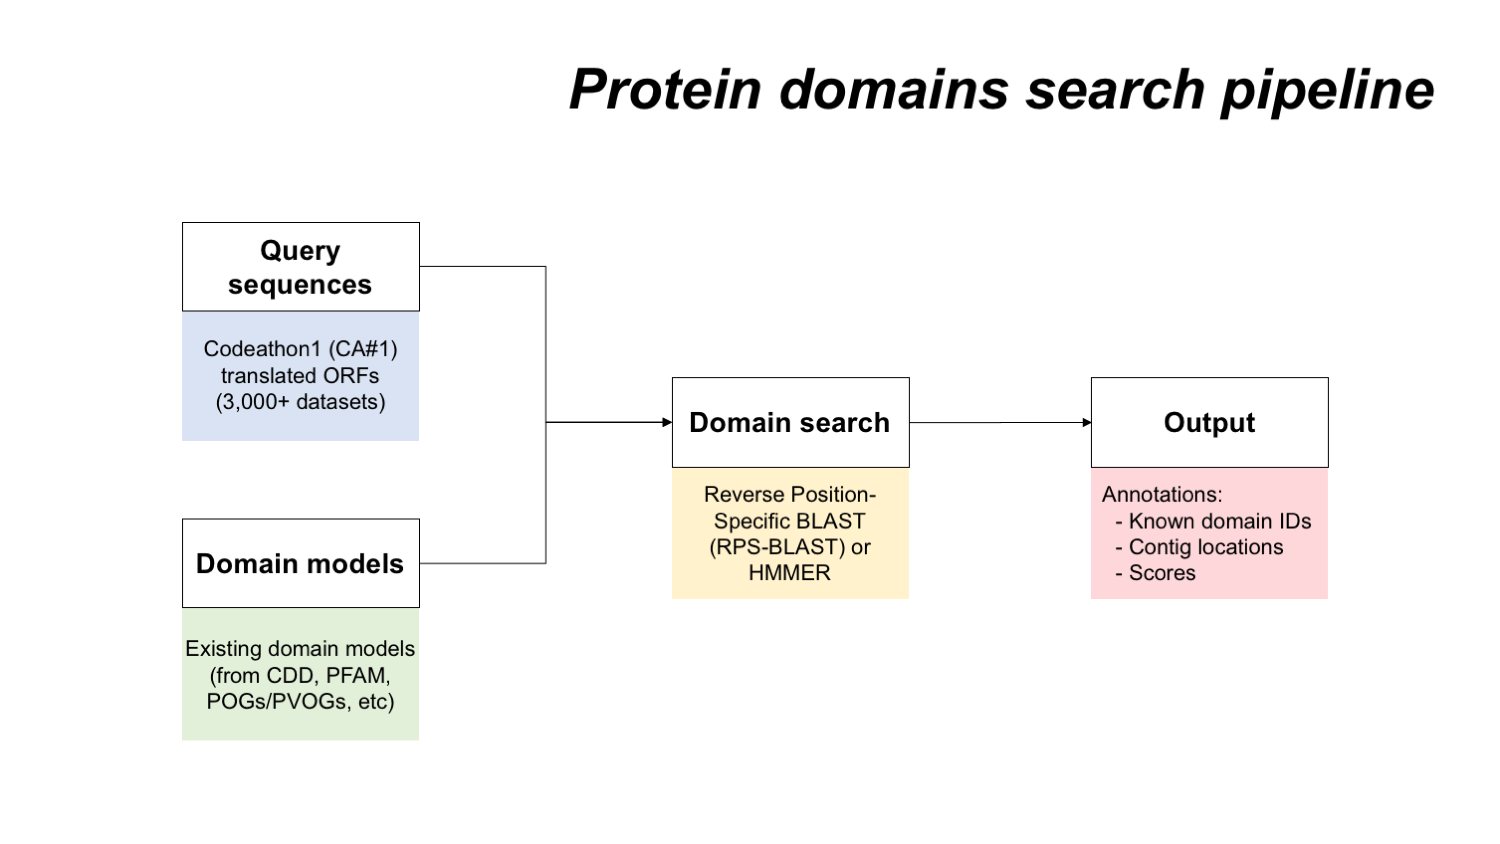 Protein domains search pipeline
Query
sequences
Codeathon1 (CA#1)
translated ORFs
(3,000+ datasets)
Domain models
Existing domain models
(from CDD, PFAM,
POGs/PVOGs, etc)
Domain search
Reverse Position-
Specific BLAST
(RPS-BLAST) or
HMMER
Output
Annotations:
- Known domain IDs
- Contig locations
- Scores